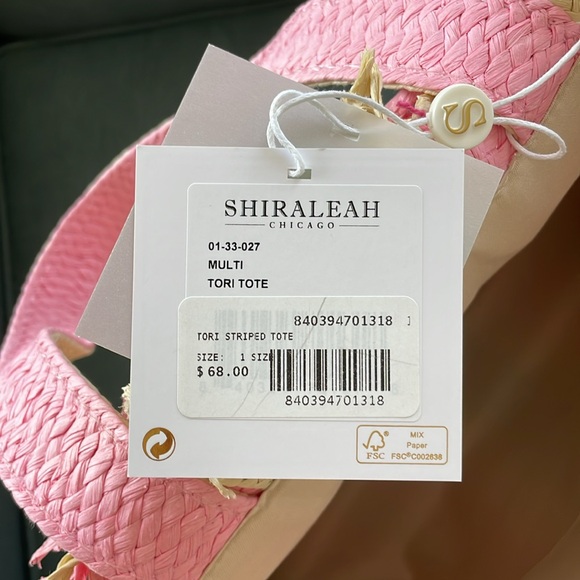 S
SHIRALEAH
CHICAGO
01-33-027
MULTI
TORI TOTE
840394701318 1
TORI STRIPED TOTE
SIZE: 1 SIZE
$68.00
840394701318
FSC
MIX
Paper
FSC®C002838